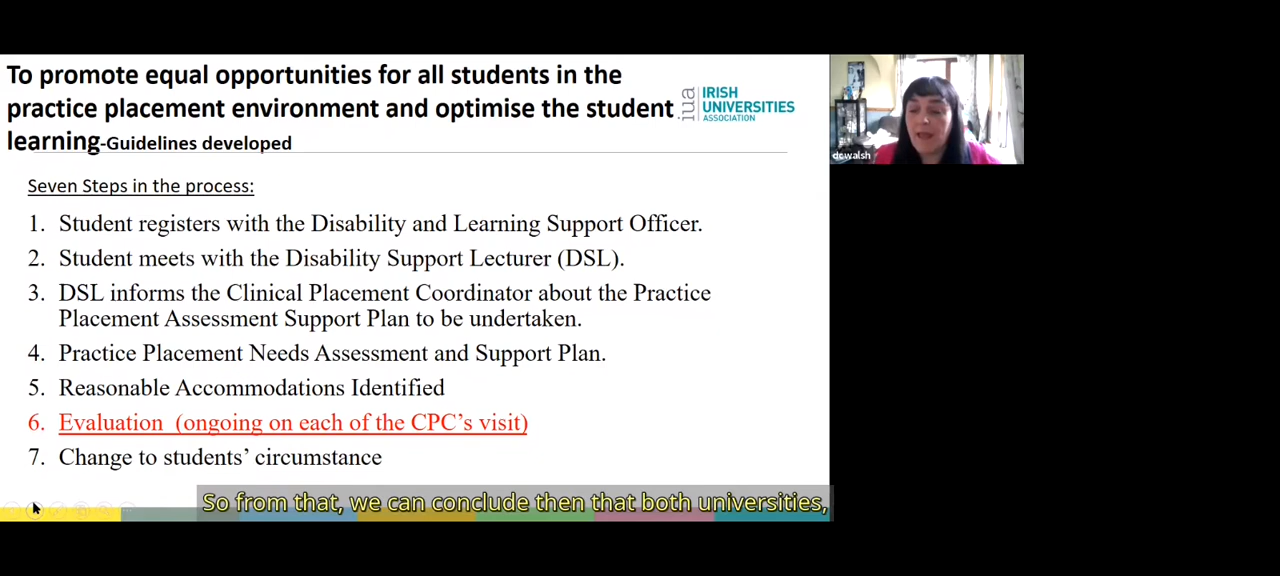 To promote equal opportunities for all students in the
practice placement environment and optimise the student
learning-Guidelines developed
iua IRISH
UNIVERSITIES
ASSOCIATION
dcwalsh
Seven Steps in the process:
1. Student registers with the Disability and Learning Support Officer.
2. Student meets with the Disability Support Lecturer (DSL).
3. DSL informs the Clinical Placement Coordinator about the Practice
Placement Assessment Support Plan to be undertaken.
4. Practice Placement Needs Assessment and Support Plan.
5. Reasonable Accommodations Identified
6. Evaluation (ongoing on each of the CPC's visit)
7. Change to students' circumstance
So from that, we can conclude then that both universities,